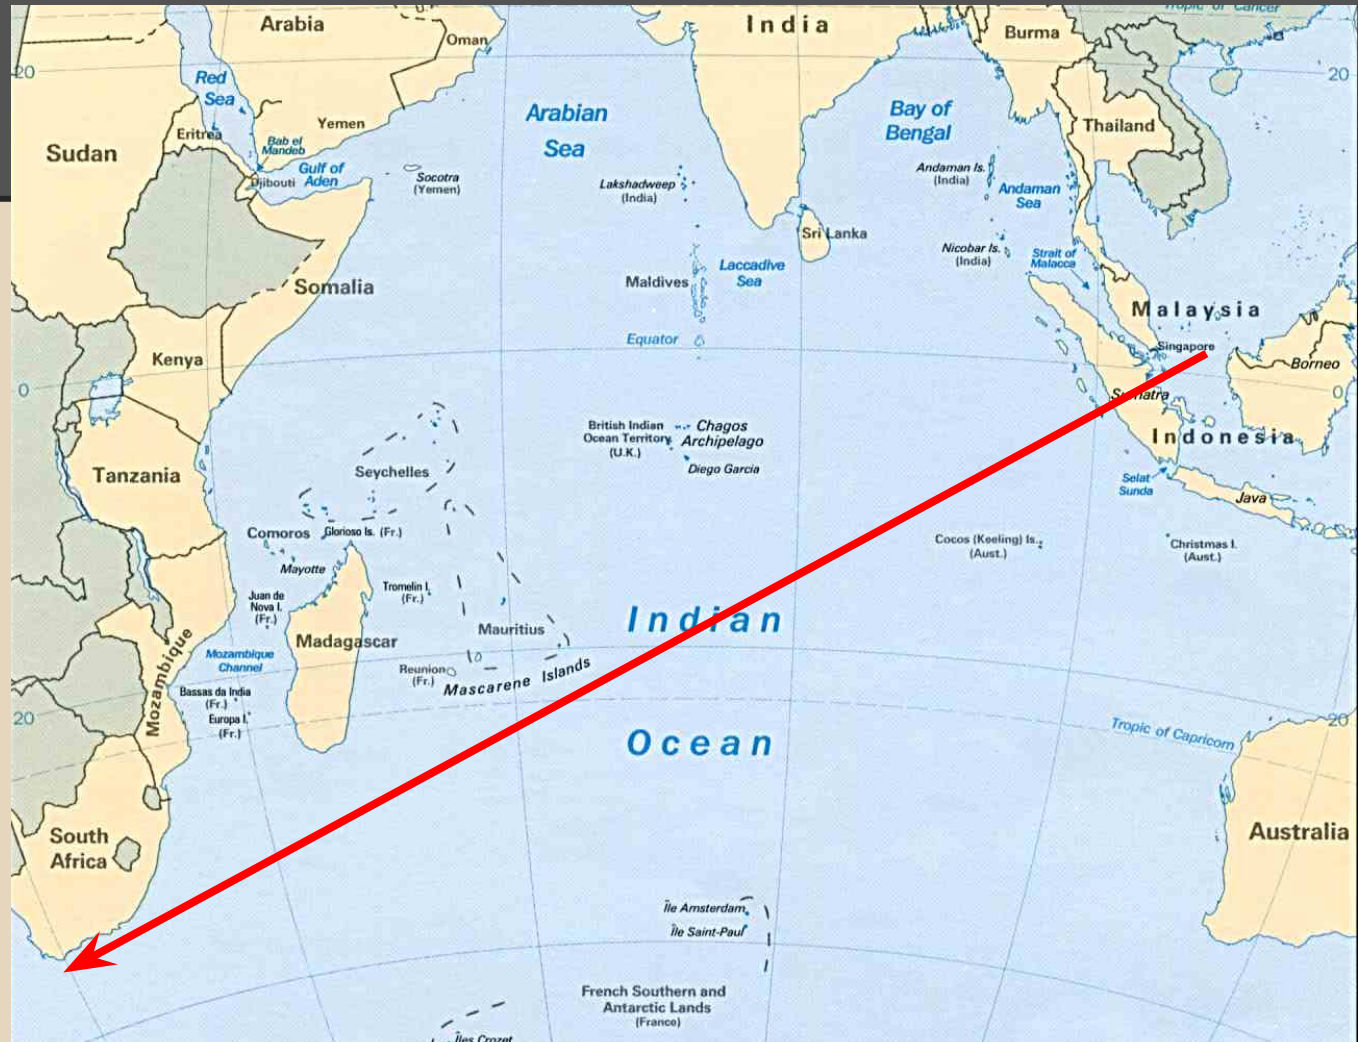 Tropic of Cancer
Arabia
Oman
India
Burma
20
20
Red
Sea
Arabian
Sea
Bay of
Bengal
Thailand
Eritrea
Yemen
Bab el
Mandeb
Sudan
Gulf of
Aden
Djibouti
Socotra
(Yemen)
Lakshadweep
(India)
Andaman Is.
(India)
Andaman
Sea
Sri Lanka
Nicobar Is.
(India)
Strait of
Malacca
Laccadive
Sea
Maldives
Somalia
Malaysia
Equator
Singapore
Kenya
Borneo
0
0
Sumatra
British Indian
Ocean Territory
(U.K.)
Chagos
Archipelago
Diego Garcia
Indonesia
Seychelles
Tanzania
Selat
Sunda
Java
Comoros
Glorioso Is. (Fr.)
Cocos (Keeling) Is.
(Aust.)
Christmas I.
(Aust.)
Mayotte
Tromelin I.
(Fr.)
Juan de
Nova I.
(Fr.)
Indian
Mauritius
Madagascar
Mozambique
Mozambique
Channel
Reunion
(Fr.)
Mascarene Islands
Bassas da India
(Fr.)
Europa I.
(Fr.)
20
20
Tropic of Capricorn
Ocean
South
Africa
Australia
Île Amsterdam
Île Saint-Paul
French Southern and
Antarctic Lands
(France)
Îles Crozet